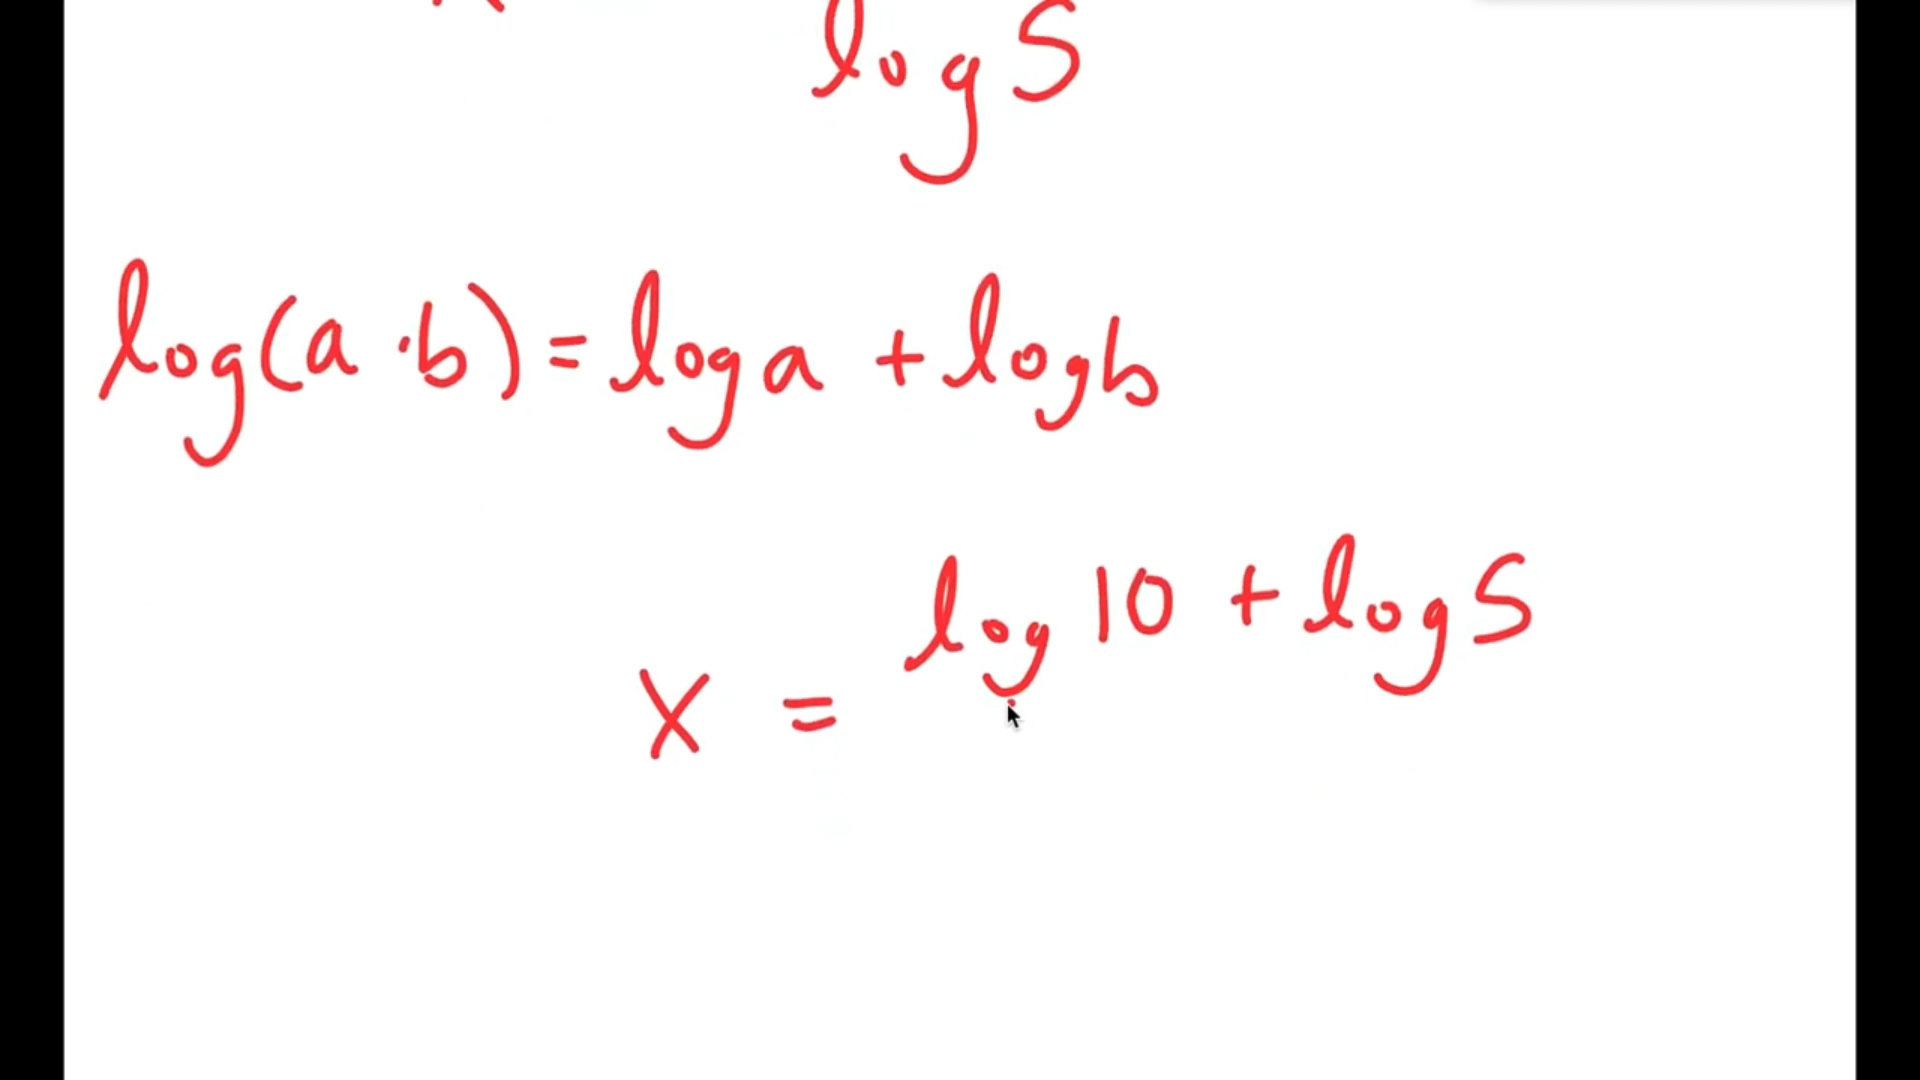 log 5
log(a · b) = log a + log b
log 10 + log 5
x =